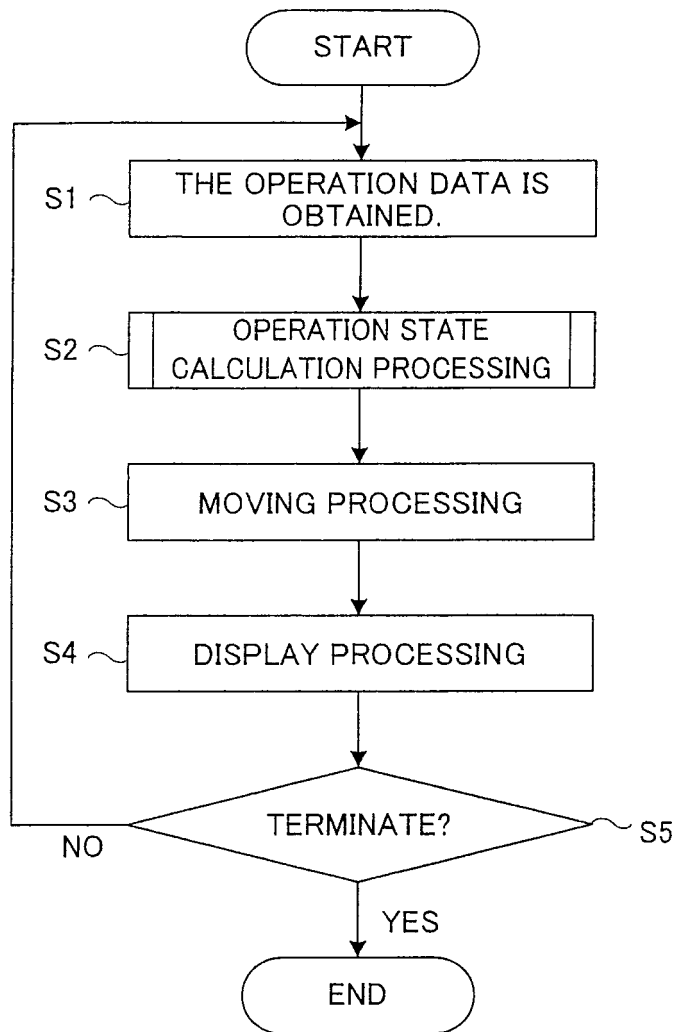 START
S1
THE OPERATION DATA IS
OBTAINED.
S2
OPERATION STATE
CALCULATION PROCESSING
S3
MOVING PROCESSING
S4
DISPLAY PROCESSING
TERMINATE?
S5
NO
YES
END